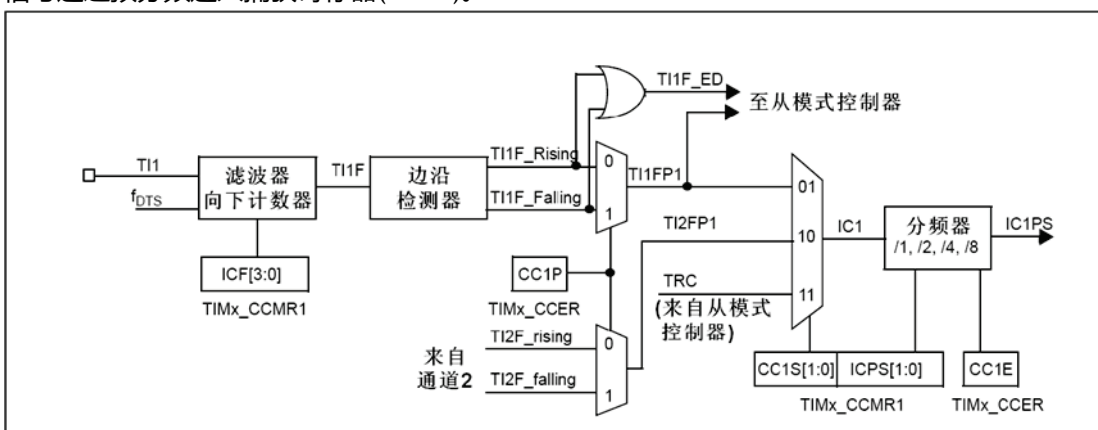 TI1F_ED
至从模式控制器
TI1
fDTS
滤波器
向下计数器
TI1F
边沿
检测器
TI1F_Rising
TI1F_Falling
0
1
TI1FP1
01
TI2FP1
10
IC1
分频器
/1, /2, /4, /8
IC1PS
ICF[3:0]
TIMx_CCMR1
CC1P
TIMx_CCER
TRC
11
(来自从模式
控制器)
来自
通道2
TI2F_rising
TI2F_falling
0
1
CC1S[1:0]
ICPS[1:0]
TIMx_CCMR1
CC1E
TIMx_CCER